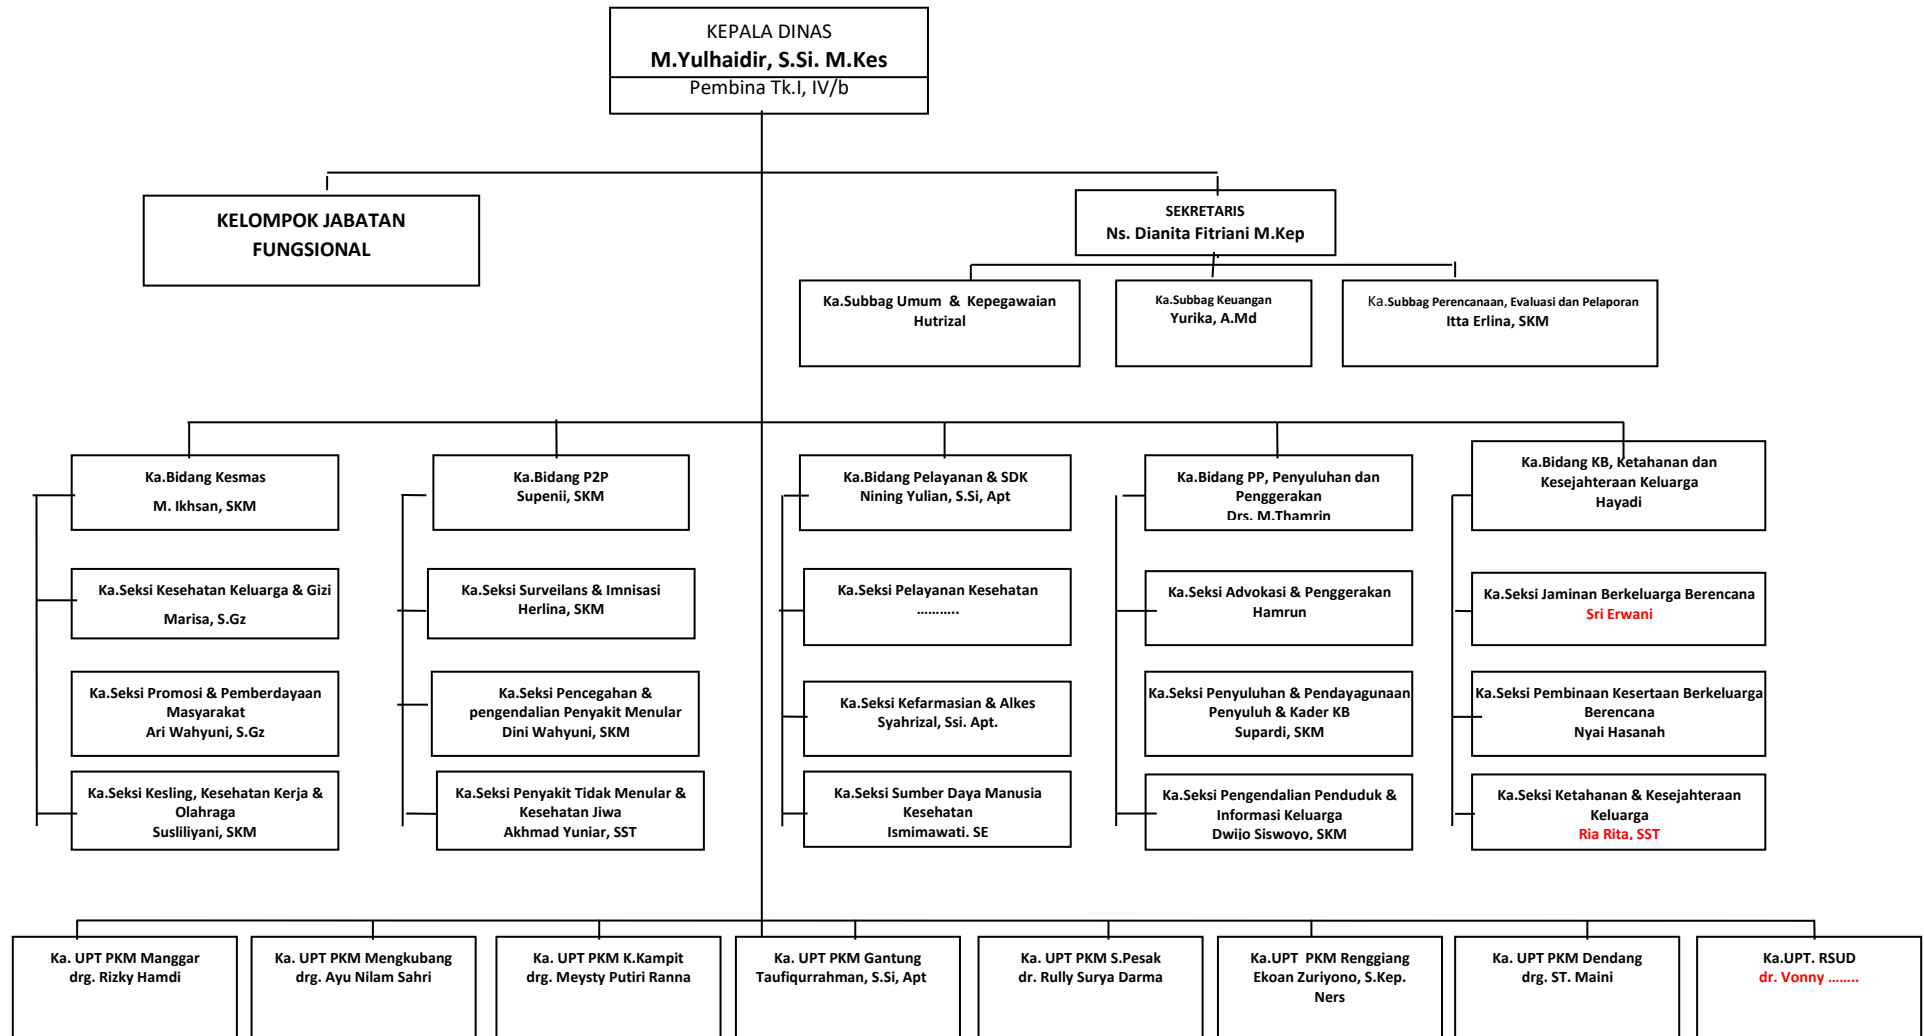 KEPALA DINAS
M.Yulhaidir, S.Si. M.Kes
Pembina Tk.I, IV/b
KELOMPOK JABATAN
FUNGSIONAL
SEKRETARIS
Ns. Dianita Fitriani M.Kep
Ka.Subbag Umum & Kepegawaian
Hutrizal
Ka.Subbag Keuangan
Yurika, A.Md
Ka.Subbag Perencanaan, Evaluasi dan Pelaporan
Itta Erlina, SKM
Ka.Bidang Kesmas
M. Ikhsan, SKM
Ka.Bidang P2P
Supenii, SKM
Ka.Bidang Pelayanan & SDK
Nining Yulian, S.Si, Apt
Ka.Bidang PP, Penyuluhan dan
Penggerakan
Drs. M.Thamrin
Ka.Bidang KB, Ketahanan dan
Kesejahteraan Keluarga
Hayadi
Ka.Seksi Kesehatan Keluarga & Gizi
Marisa, S.Gz
Ka.Seksi Surveilans & Imnisasi
Herlina, SKM
Ka.Seksi Pelayanan Kesehatan
...........
Ka.Seksi Advokasi & Penggerakan
Hamrun
Ka.Seksi Jaminan Berkeluarga Berencana
Sri Erwani
Ka.Seksi Promosi & Pemberdayaan
Masyarakat
Ari Wahyuni, S.Gz
Ka.Seksi Pencegahan &
pengendalian Penyakit Menular
Dini Wahyuni, SKM
Ka.Seksi Kefarmasian & Alkes
Syahrizal, Ssi. Apt.
Ka.Seksi Penyuluhan & Pendayagunaan
Penyuluh & Kader KB
Supardi, SKM
Ka.Seksi Pembinaan Kesertaan Berkeluarga
Berencana
Nyai Hasanah
Ka.Seksi Kesling, Kesehatan Kerja &
Olahraga
Susliliyani, SKM
Ka.Seksi Penyakit Tidak Menular &
Kesehatan Jiwa
Akhmad Yuniar, SST
Ka.Seksi Sumber Daya Manusia
Kesehatan
Ismimawati. SE
Ka.Seksi Pengendalian Penduduk &
Informasi Keluarga
Dwijo Siswoyo, SKM
Ka.Seksi Ketahanan & Kesejahteraan
Keluarga
Ria Rita, SST
Ka. UPT PKM Manggar
drg. Rizky Hamdi
Ka. UPT PKM Mengkubang
drg. Ayu Nilam Sahri
Ka. UPT PKM K.Kampit
drg. Meysty Putiri Ranna
Ka. UPT PKM Gantung
Taufiqurrahman, S.Si, Apt
Ka. UPT PKM S.Pesak
dr. Rully Surya Darma
Ka.UPT PKM Renggiang
Ekoan Zuriyono, S.Kep.
Ners
Ka. UPT PKM Dendang
drg. ST. Maini
Ka.UPT. RSUD
dr. Vonny ........